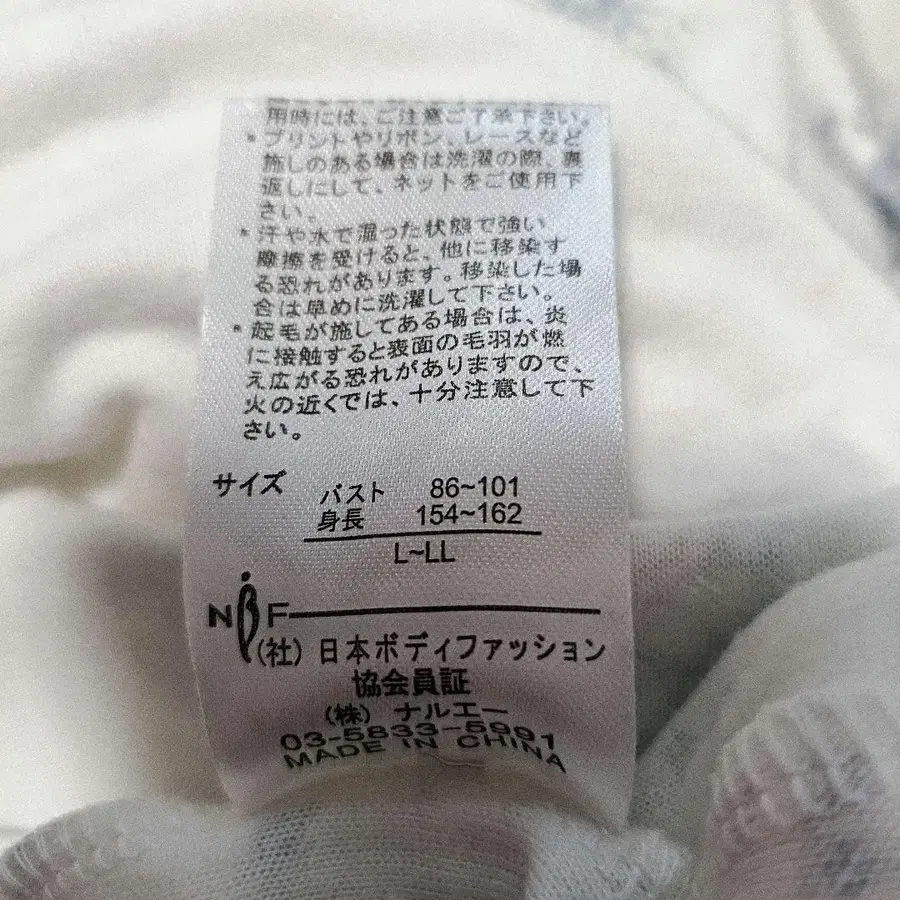 用時には、ご注意ご了承下さい。
* プリントやリボン、レースなど
施しのある場合は洗濯の際、裏
返しにして、ネットをご使用下
さい。
* 汗や水で湿った状態で強い
摩擦を受けると、他に移染す
る恐れがあります。移染した場
合は早めに洗濯して下さい。
* 起毛が施してある場合は、炎
に接触すると表面の毛羽が燃
え広がる恐れがありますので、
火の近くでは、十分注意して下
さい。
サイズ バスト 86~101
身長 154~162
L~LL
NBF
(社) 日本ボディファッション
協会員証
(株) ナルエー
03-5833-5991
MADE IN CHINA